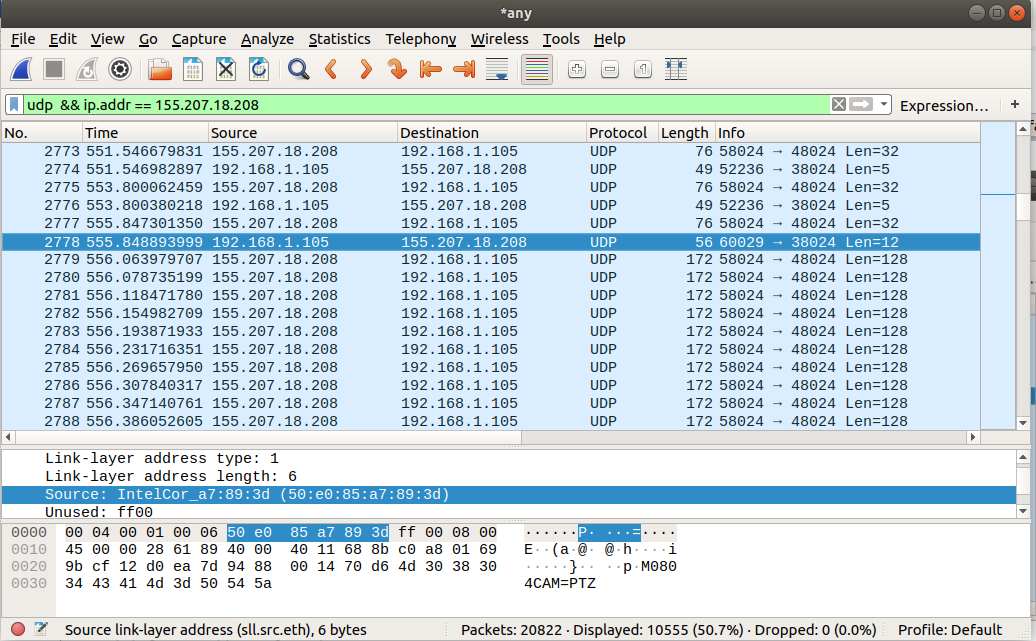 *any
File Edit View Go Capture Analyze Statistics Telephony Wireless Tools Help
udp && ip.addr == 155.207.18.208 Expression… +
No. Time Source Destination Protocol Length Info
2773 551.546679831 155.207.18.208 192.168.1.105 UDP 76 58024 → 48024 Len=32
2774 551.546982897 192.168.1.105 155.207.18.208 UDP 49 52236 → 38024 Len=5
2775 553.800062459 155.207.18.208 192.168.1.105 UDP 76 58024 → 48024 Len=32
2776 553.800380218 192.168.1.105 155.207.18.208 UDP 49 52236 → 38024 Len=5
2777 555.847301350 155.207.18.208 192.168.1.105 UDP 76 58024 → 48024 Len=32
2778 555.848893999 192.168.1.105 155.207.18.208 UDP 56 60029 → 38024 Len=12
2779 556.063979707 155.207.18.208 192.168.1.105 UDP 172 58024 → 48024 Len=128
2780 556.078735199 155.207.18.208 192.168.1.105 UDP 172 58024 → 48024 Len=128
2781 556.118471780 155.207.18.208 192.168.1.105 UDP 172 58024 → 48024 Len=128
2782 556.154982709 155.207.18.208 192.168.1.105 UDP 172 58024 → 48024 Len=128
2783 556.193871933 155.207.18.208 192.168.1.105 UDP 172 58024 → 48024 Len=128
2784 556.231716351 155.207.18.208 192.168.1.105 UDP 172 58024 → 48024 Len=128
2785 556.269657950 155.207.18.208 192.168.1.105 UDP 172 58024 → 48024 Len=128
2786 556.307840317 155.207.18.208 192.168.1.105 UDP 172 58024 → 48024 Len=128
2787 556.347140761 155.207.18.208 192.168.1.105 UDP 172 58024 → 48024 Len=128
2788 556.386052605 155.207.18.208 192.168.1.105 UDP 172 58024 → 48024 Len=128
Link-layer address type: 1
Link-layer address length: 6
Source: IntelCor_a7:89:3d (50:e0:85:a7:89:3d)
Unused: ff00
0000 00 04 00 01 00 06 50 e0 85 a7 89 3d ff 00 08 00 ······P· ···=····
0010 45 00 00 28 61 89 40 00 40 11 68 8b c0 a8 01 69 E··(a·@· @·h····i
0020 9b cf 12 d0 ea 7d 94 88 00 14 70 d6 4d 30 38 30 ·····}·· ··p·M080
0030 34 43 41 4d 3d 50 54 5a 4CAM=PTZ
Source link-layer address (sll.src.eth), 6 bytes Packets: 20822 · Displayed: 10555 (50.7%) · Dropped: 0 (0.0%) Profile: Default